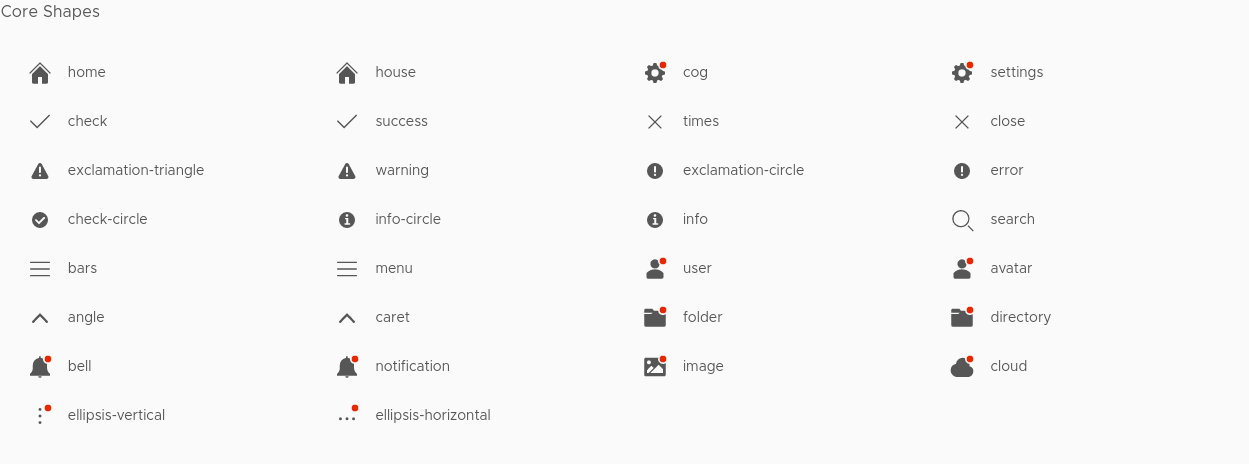 Core Shapes
home
house
cog
settings
check
success
times
close
exclamation-triangle
warning
exclamation-circle
error
check-circle
info-circle
info
search
bars
menu
user
avatar
angle
caret
folder
directory
bell
notification
image
cloud
ellipsis-vertical
ellipsis-horizontal